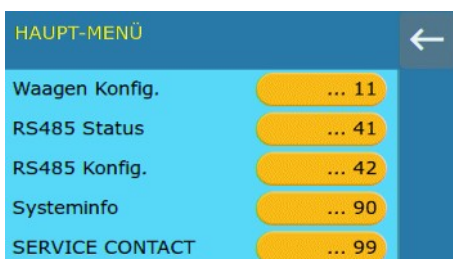 HAUPT-MENÜ
Waagen Konfig. ... 11
RS485 Status ... 41
RS485 Konfig. ... 42
Systeminfo ... 90
SERVICE CONTACT ... 99